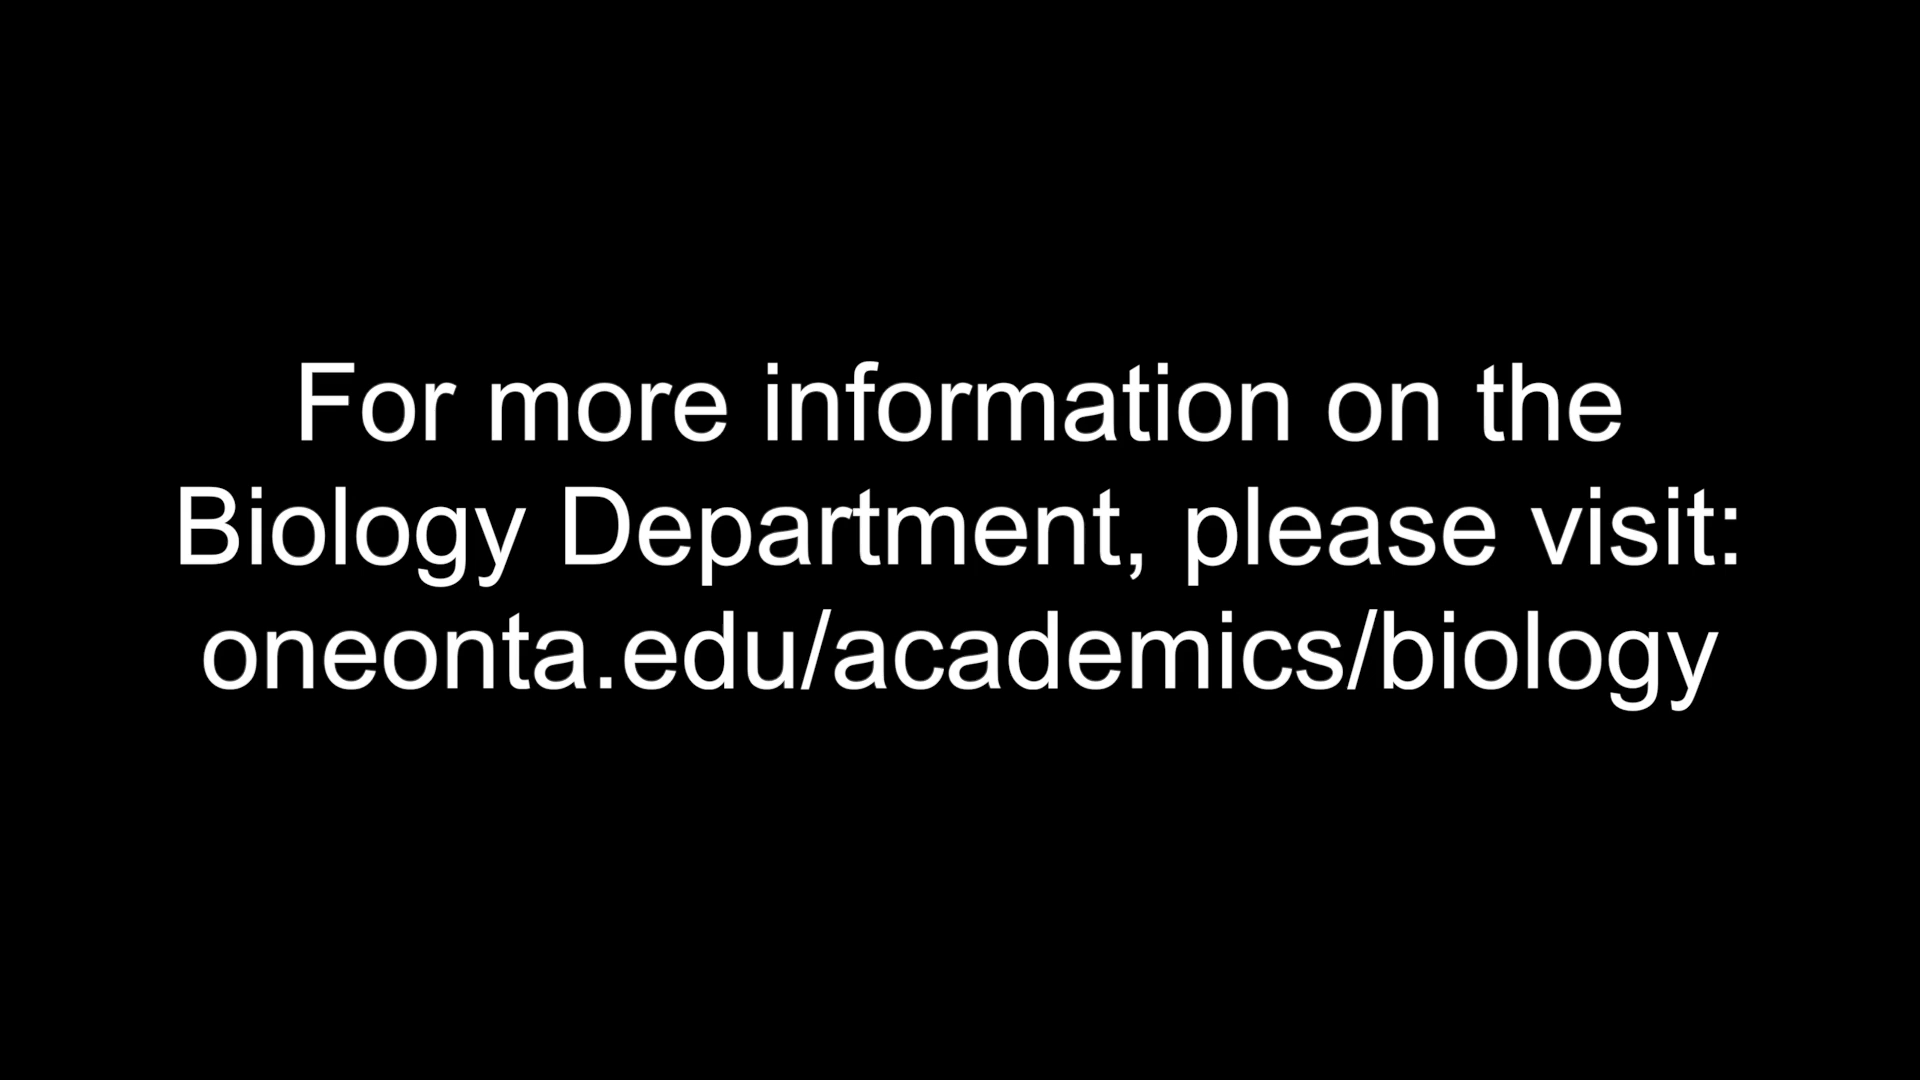 For more information on the
Biology Department, please visit:
oneonta.edu/academics/biology